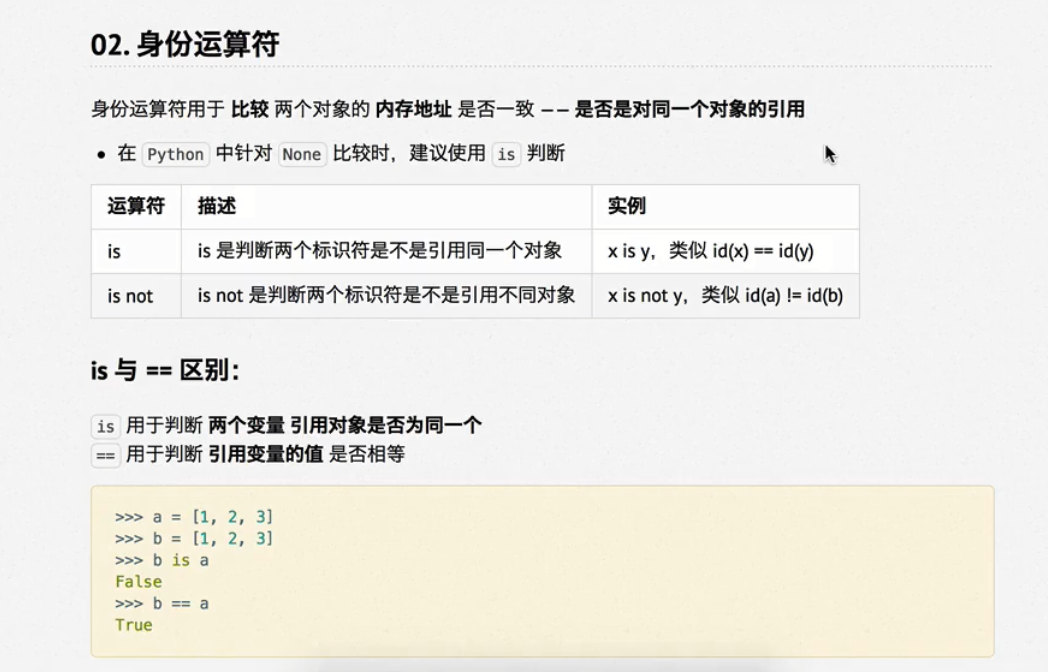 02. 身份运算符
身份运算符用于 比较 两个对象的 内存地址 是否一致 —— 是否是对同一个对象的引用
• 在 Python 中针对 None 比较时，建议使用 is 判断
运算符 描述 实例
is is 是判断两个标识符是不是引用同一个对象 x is y，类似 id(x) == id(y)
is not is not 是判断两个标识符是不是引用不同对象 x is not y，类似 id(a) != id(b)
is 与 == 区别：
is 用于判断 两个变量 引用对象是否为同一个
== 用于判断 引用变量的值 是否相等
>>> a = [1, 2, 3]
>>> b = [1, 2, 3]
>>> b is a
False
>>> b == a
True